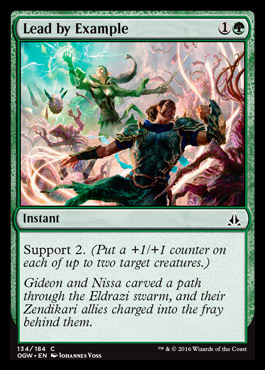 Lead by Example 1
Instant
Support 2. (Put a +1/+1 counter on
each of up to two target creatures.)
Gideon and Nissa carved a path
through the Eldrazi swarm, and their
Zendikari allies charged into the fray
behind them.
134/184 C
OGW • EN Johannes Voss
™ & © 2016 Wizards of the Coast